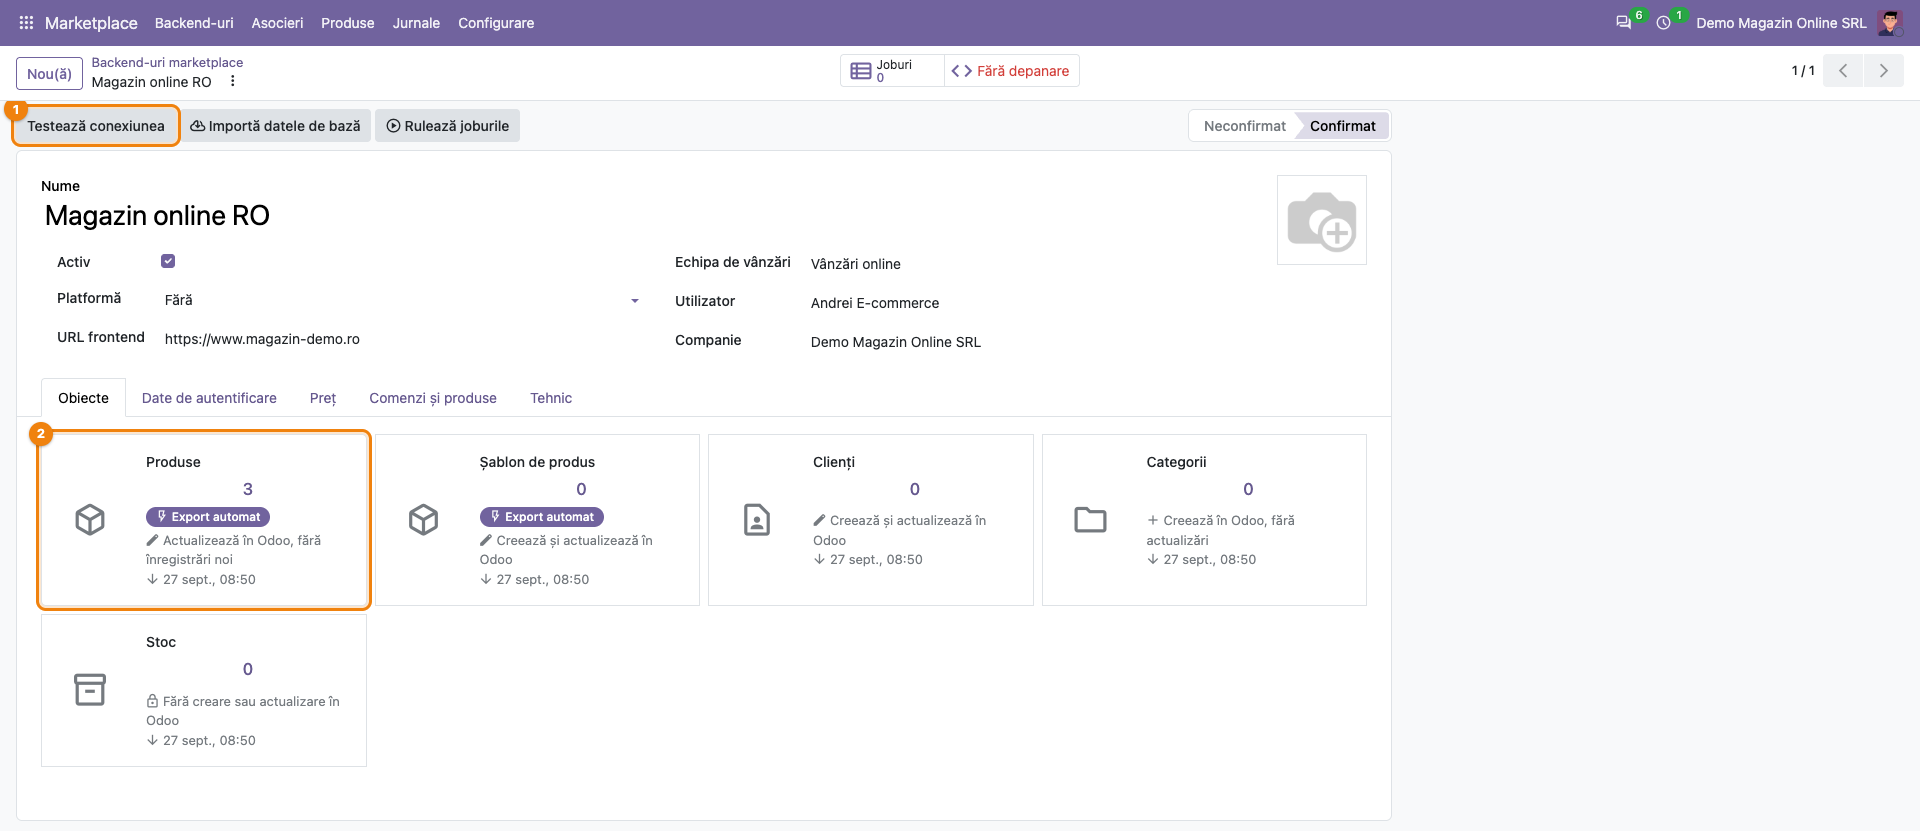 Marketplace Backend-uri Asocieri Produse Jurnale Configurare 6 1 Demo Magazin Online SRL
Nou(ă) Backend-uri marketplace
Magazin online RO
Joburi
0
Fără depanare
1 / 1
1
Testează conexiunea Importă datele de bază Rulează joburile Neconfirmat Confirmat
Nume
Magazin online RO
Activ
Platformă Fără
URL frontend https://www.magazin-demo.ro
Echipa de vânzări Vânzări online
Utilizator Andrei E-commerce
Companie Demo Magazin Online SRL
Obiecte Date de autentificare Preț Comenzi și produse Tehnic
2
Produse
3
Export automat
Actualizează în Odoo, fără
înregistrări noi
27 sept., 08:50
Șablon de produs
0
Export automat
Creează și actualizează în
Odoo
27 sept., 08:50
Clienți
0
Creează și actualizează în
Odoo
27 sept., 08:50
Categorii
0
Creează în Odoo, fără
actualizări
27 sept., 08:50
Stoc
0
Fără creare sau actualizare în
Odoo
27 sept., 08:50